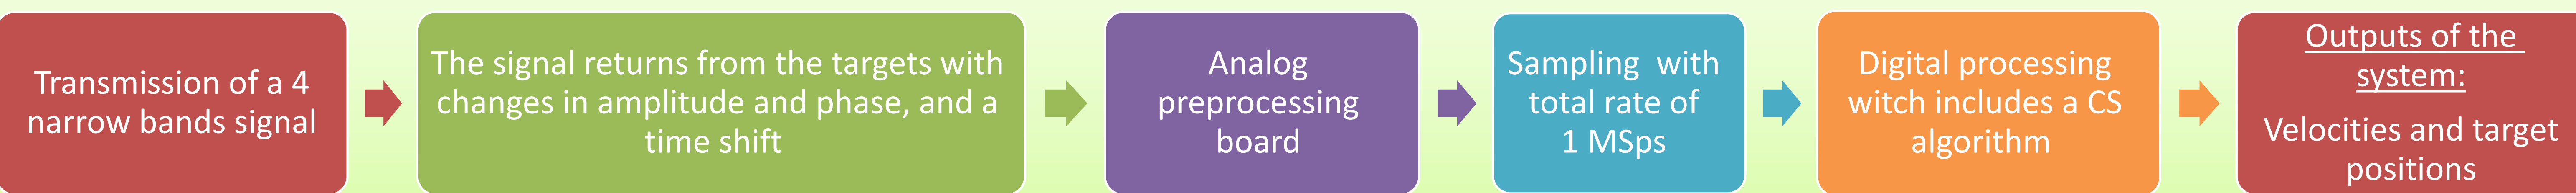 Transmission of a 4
narrow bands signal
The signal returns from the targets with
changes in amplitude and phase, and a
time shift
Analog
preprocessing
board
Sampling with
total rate of
1 MSps
Digital processing
witch includes a CS
algorithm
Outputs of the
system:
Velocities and target
positions